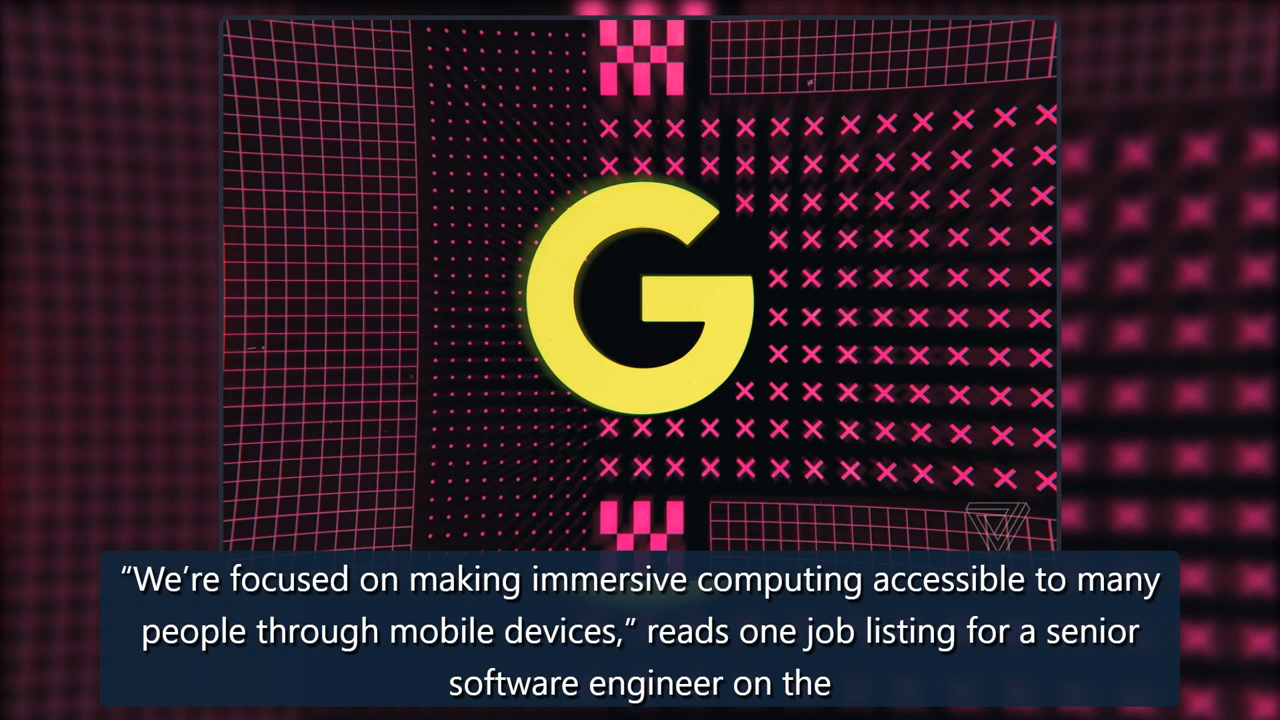 G
“We’re focused on making immersive computing accessible to many
people through mobile devices,” reads one job listing for a senior
software engineer on the